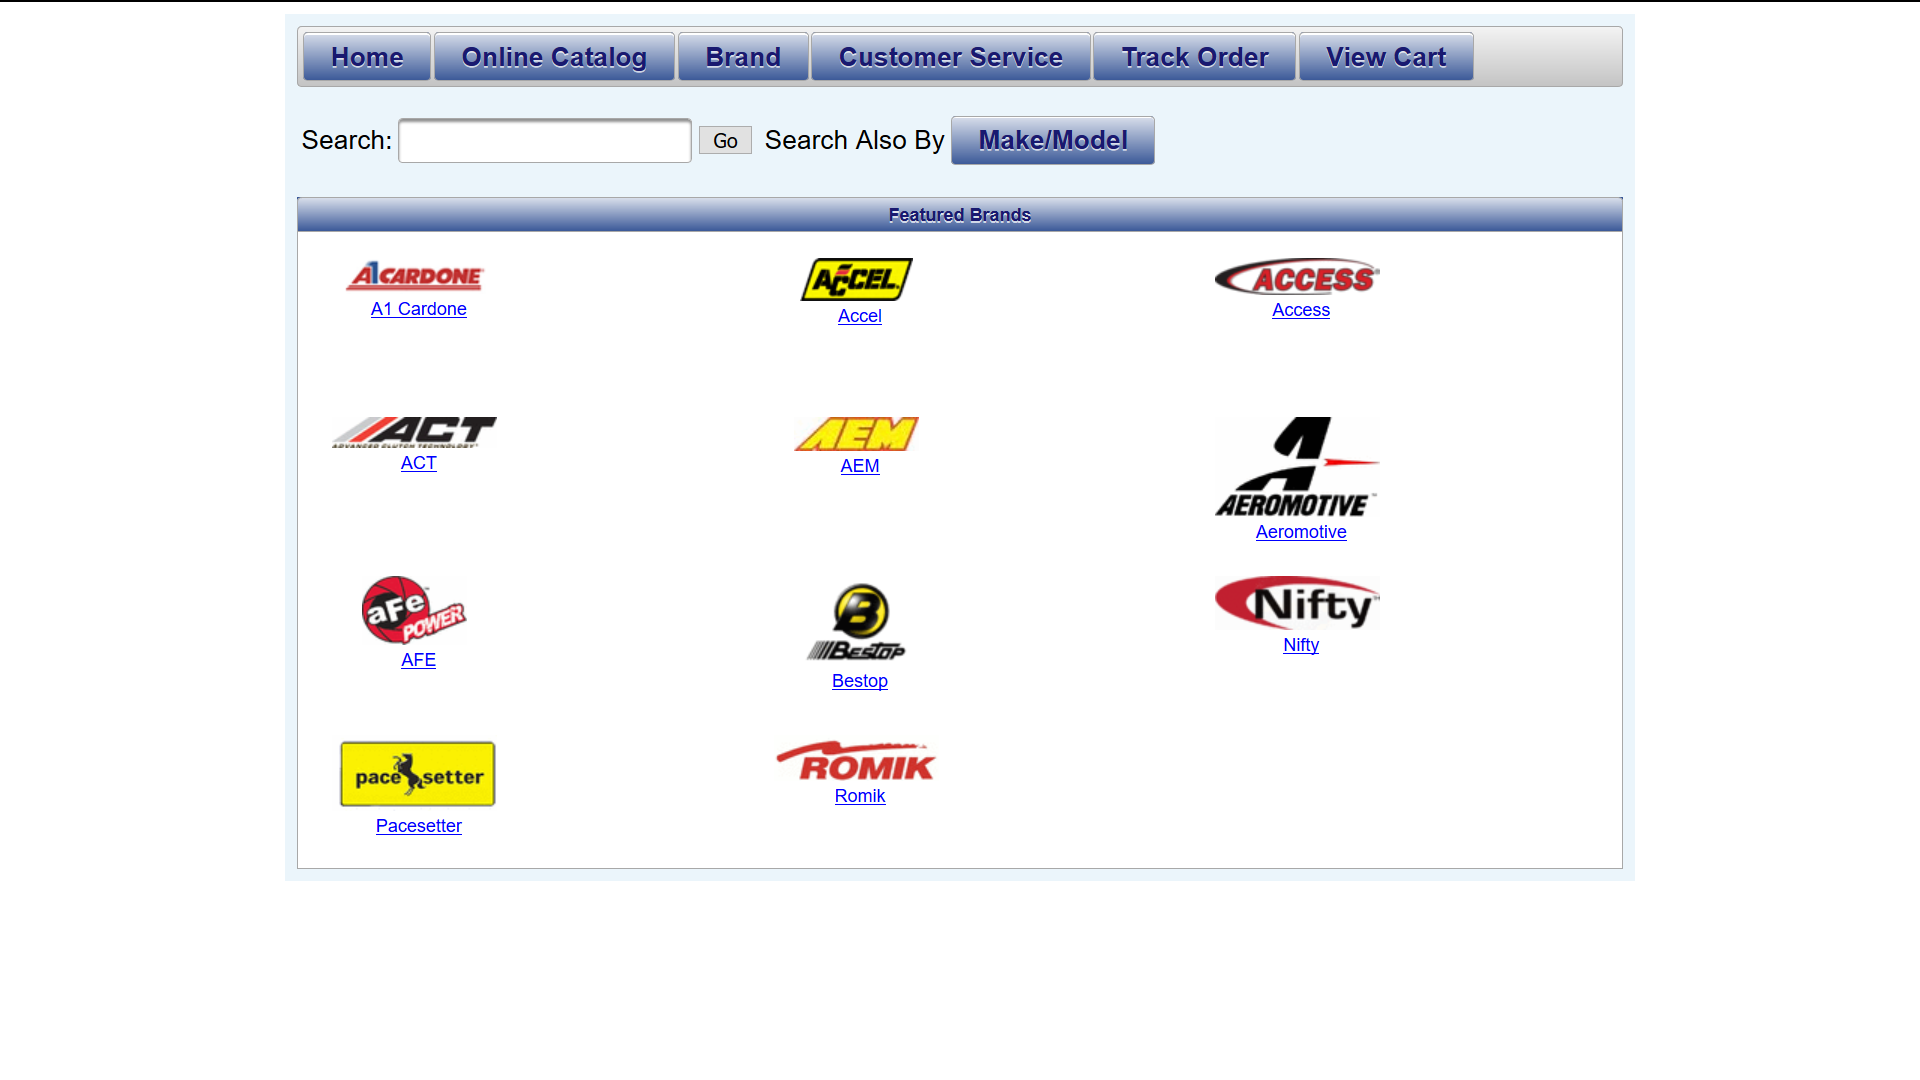 Home Online Catalog Brand Customer Service Track Order View Cart
Search: Go Search Also By Make/Model
Featured Brands
A1 CARDONE ACCEL. ACCESS
A1 Cardone Accel Access
ACT AEM
ADVANCED CLUTCH TECHNOLOGY
ACT AEM AEROMOTIVE
Aeromotive
aFe POWER B BESTOP Nifty
AFE Bestop Nifty
pace setter ROMIK
Pacesetter Romik